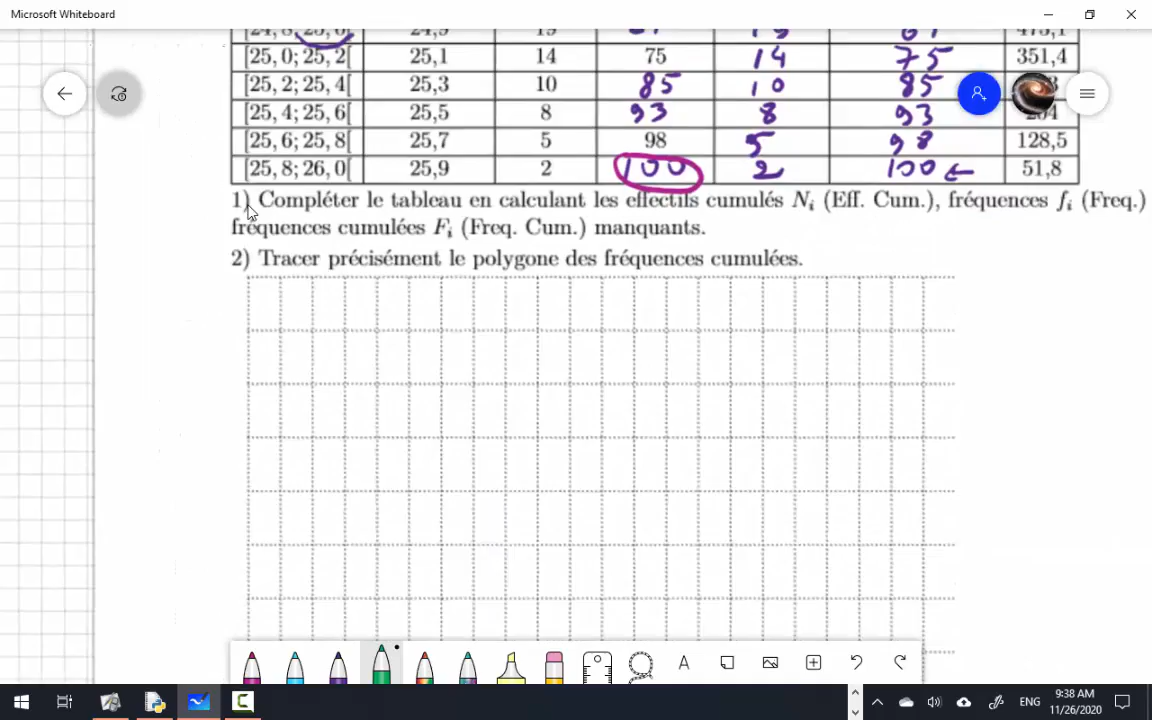 Microsoft Whiteboard
[25, 0; 25, 2[ 25,1 14 75 14 75 351,4
[25, 2; 25, 4[ 25,3 10 85 10 85
[25, 4; 25, 6[ 25,5 8 93 8 93 204
[25, 6; 25, 8[ 25,7 5 98 5 98 128,5
[25, 8; 26, 0[ 25,9 2 100 2 100 ← 51,8
1) Compléter le tableau en calculant les effectifs cumulés Nᵢ (Eff. Cum.), fréquences fᵢ (Freq.)
fréquences cumulées Fᵢ (Freq. Cum.) manquants.
2) Tracer précisément le polygone des fréquences cumulées.
A
ENG
9:38 AM
11/26/2020